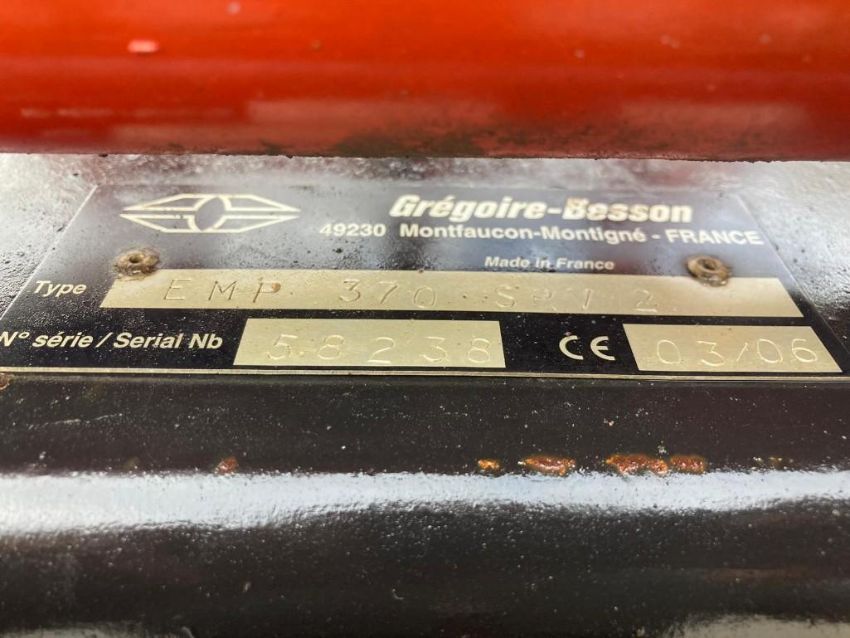 Grégoire-Besson
49230 Montfaucon-Montigné - FRANCE
Made in France
Type EMP 370 SRV2
N° série / Serial Nb 58238 CE 03/06